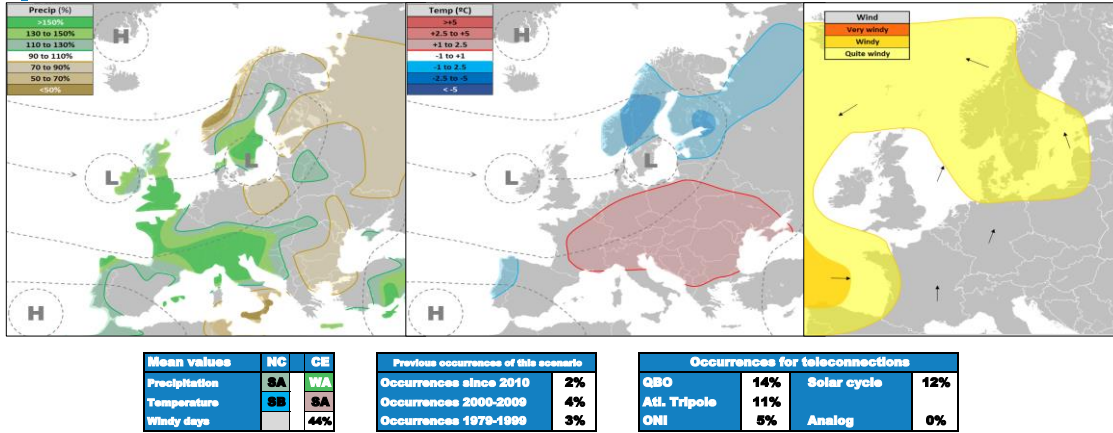 Precip (%)
>150%
130 to 150%
110 to 130%
90 to 110%
70 to 90%
50 to 70%
<50%
H
L
L
H
H
Temp (ºC)
>+5
+2.5 to +5
+1 to 2.5
-1 to +1
-1 to 2.5
-2.5 to -5
< -5
H
L
L
H
H
Wind
Very windy
Windy
Quite windy
Mean values NC CE
Precipitation SA WA
Temperature SB SA
Windy days 44%
Previous occurrences of this scenario
Occurrences since 2010 2%
Occurrences 2000-2009 4%
Occurrences 1979-1999 3%
Occurrences for teleconnections
QBO 14% Solar cycle 12%
Atl. Tripole 11%
ONI 5% Analog 0%